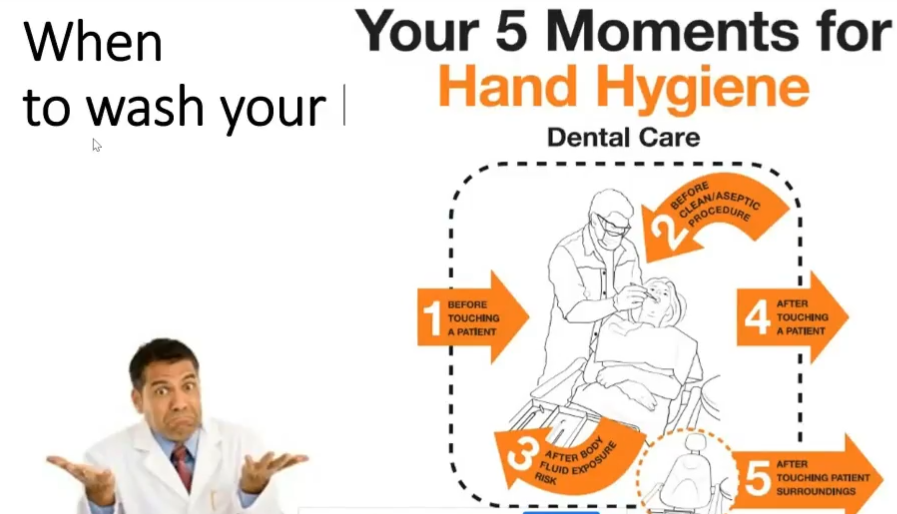 When
to wash your
Your 5 Moments for
Hand Hygiene
Dental Care
1 BEFORE
TOUCHING
A PATIENT
2 BEFORE
CLEAN/ASEPTIC
PROCEDURE
3 AFTER BODY
FLUID EXPOSURE
RISK
4 AFTER
TOUCHING
A PATIENT
5 AFTER
TOUCHING PATIENT
SURROUNDINGS